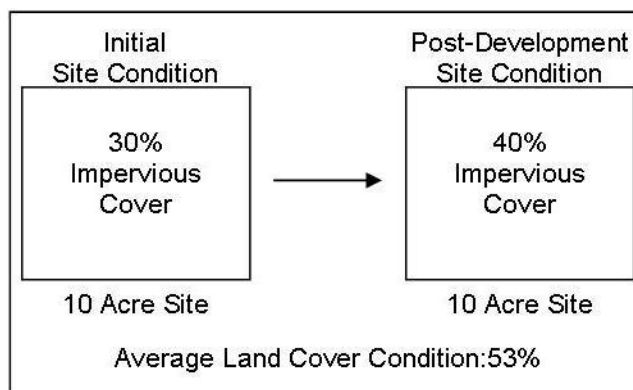 Initial
Site Condition
30%
Impervious
Cover
10 Acre Site
Post-Development
Site Condition
40%
Impervious
Cover
10 Acre Site
Average Land Cover Condition:53%